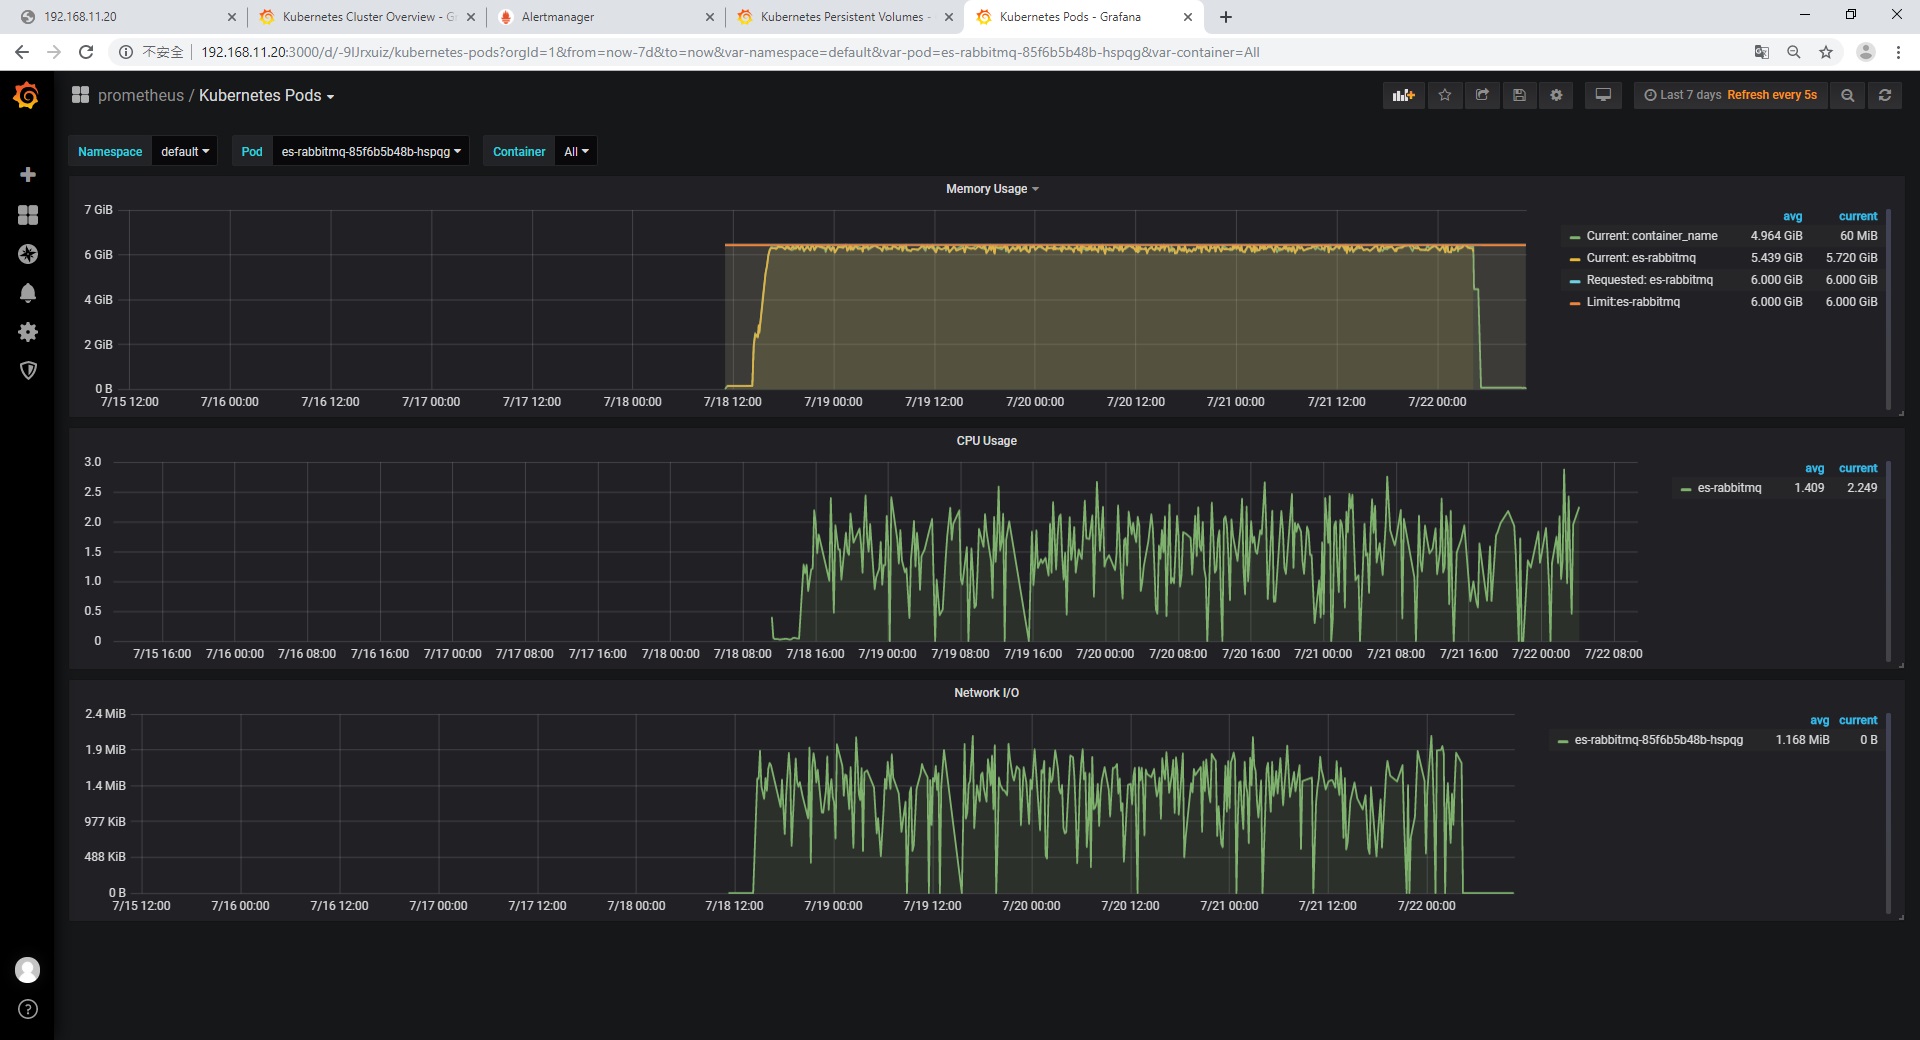 192.168.11.20
Kubernetes Cluster Overview - G
Alertmanager
Kubernetes Persistent Volumes -
Kubernetes Pods - Grafana
不安全
192.168.11.20:3000/d/-9IJrxuiz/kubernetes-pods?orgId=1&from=now-7d&to=now&var-namespace=default&var-pod=es-rabbitmq-85f6b5b48b-hspqg&var-container=All
prometheus / Kubernetes Pods
Last 7 days Refresh every 5s
Namespace default Pod es-rabbitmq-85f6b5b48b-hspqg Container All
Memory Usage
7 GiB
6 GiB
4 GiB
2 GiB
0 B
7/15 12:00 7/16 00:00 7/16 12:00 7/17 00:00 7/17 12:00 7/18 00:00 7/18 12:00 7/19 00:00 7/19 12:00 7/20 00:00 7/20 12:00 7/21 00:00 7/21 12:00 7/22 00:00
avg current
Current: container_name 4.964 GiB 60 MiB
Current: es-rabbitmq 5.439 GiB 5.720 GiB
Requested: es-rabbitmq 6.000 GiB 6.000 GiB
Limit:es-rabbitmq 6.000 GiB 6.000 GiB
CPU Usage
3.0
2.5
2.0
1.5
1.0
0.5
0
7/15 16:00 7/16 00:00 7/16 08:00 7/16 16:00 7/17 00:00 7/17 08:00 7/17 16:00 7/18 00:00 7/18 08:00 7/18 16:00 7/19 00:00 7/19 08:00 7/19 16:00 7/20 00:00 7/20 08:00 7/20 16:00 7/21 00:00 7/21 08:00 7/21 16:00 7/22 00:00 7/22 08:00
avg current
es-rabbitmq 1.409 2.249
Network I/O
2.4 MiB
1.9 MiB
1.4 MiB
977 KiB
488 KiB
0 B
7/15 12:00 7/16 00:00 7/16 12:00 7/17 00:00 7/17 12:00 7/18 00:00 7/18 12:00 7/19 00:00 7/19 12:00 7/20 00:00 7/20 12:00 7/21 00:00 7/21 12:00 7/22 00:00
avg current
es-rabbitmq-85f6b5b48b-hspqg 1.168 MiB 0 B